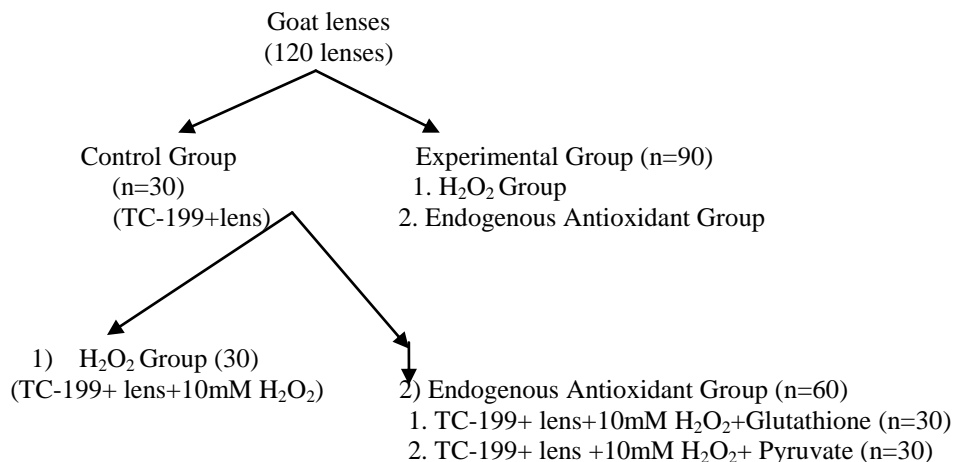 Goat lenses
(120 lenses)
Control Group
(n=30)
(TC-199+lens)
Experimental Group (n=90)
1. H₂O₂ Group
2. Endogenous Antioxidant Group
1) H₂O₂ Group (30)
(TC-199+ lens+10mM H₂O₂)
2) Endogenous Antioxidant Group (n=60)
1. TC-199+ lens+10mM H₂O₂+Glutathione (n=30)
2. TC-199+ lens +10mM H₂O₂+ Pyruvate (n=30)